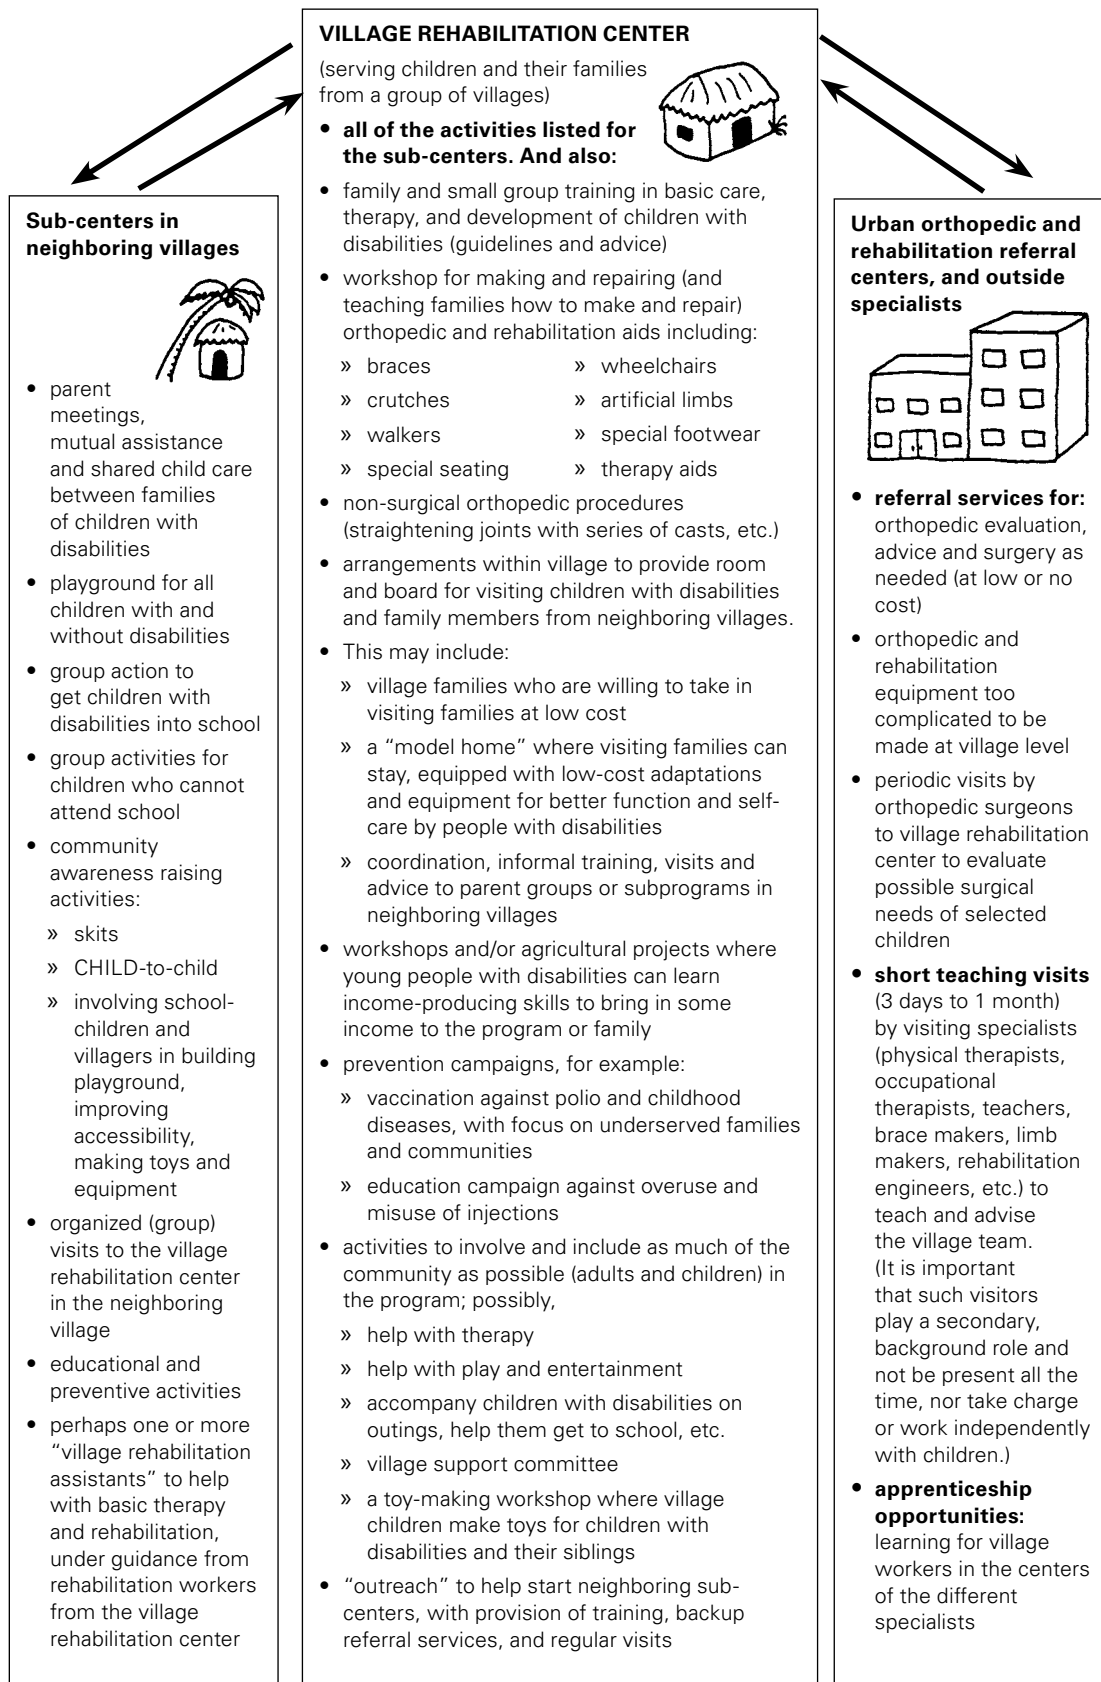 VILLAGE REHABILITATION CENTER
(serving children and their families
from a group of villages)
• all of the activities listed for
the sub-centers. And also:
• family and small group training in basic care,
therapy, and development of children with
disabilities (guidelines and advice)
• workshop for making and repairing (and
teaching families how to make and repair)
orthopedic and rehabilitation aids including:
» braces
» crutches
» walkers
» special seating
» wheelchairs
» artificial limbs
» special footwear
» therapy aids
• non-surgical orthopedic procedures
(straightening joints with series of casts, etc.)
• arrangements within village to provide room
and board for visiting children with disabilities
and family members from neighboring villages.
• This may include:
» village families who are willing to take in
visiting families at low cost
» a “model home” where visiting families can
stay, equipped with low-cost adaptations
and equipment for better function and self-
care by people with disabilities
» coordination, informal training, visits and
advice to parent groups or subprograms in
neighboring villages
• workshops and/or agricultural projects where
young people with disabilities can learn
income-producing skills to bring in some
income to the program or family
• prevention campaigns, for example:
» vaccination against polio and childhood
diseases, with focus on underserved families
and communities
» education campaign against overuse and
misuse of injections
• activities to involve and include as much of the
community as possible (adults and children) in
the program; possibly,
» help with therapy
» help with play and entertainment
» accompany children with disabilities on
outings, help them get to school, etc.
» village support committee
» a toy-making workshop where village
children make toys for children with
disabilities and their siblings
• “outreach” to help start neighboring sub-
centers, with provision of training, backup
referral services, and regular visits
Sub-centers in
neighboring villages
• parent
meetings,
mutual assistance
and shared child care
between families
of children with
disabilities
• playground for all
children with and
without disabilities
• group action to
get children with
disabilities into school
• group activities for
children who cannot
attend school
• community
awareness raising
activities:
» skits
» CHILD-to-child
» involving school-
children and
villagers in building
playground,
improving
accessibility,
making toys and
equipment
• organized (group)
visits to the village
rehabilitation center
in the neighboring
village
• educational and
preventive activities
• perhaps one or more
“village rehabilitation
assistants” to help
with basic therapy
and rehabilitation,
under guidance from
rehabilitation workers
from the village
rehabilitation center
Urban orthopedic and
rehabilitation referral
centers, and outside
specialists
• referral services for:
orthopedic evaluation,
advice and surgery as
needed (at low or no
cost)
• orthopedic and
rehabilitation
equipment too
complicated to be
made at village level
• periodic visits by
orthopedic surgeons
to village rehabilitation
center to evaluate
possible surgical
needs of selected
children
• short teaching visits
(3 days to 1 month)
by visiting specialists
(physical therapists,
occupational
therapists, teachers,
brace makers, limb
makers, rehabilitation
engineers, etc.) to
teach and advise
the village team.
(It is important
that such visitors
play a secondary,
background role and
not be present all the
time, nor take charge
or work independently
with children.)
• apprenticeship
opportunities:
learning for village
workers in the centers
of the different
specialists